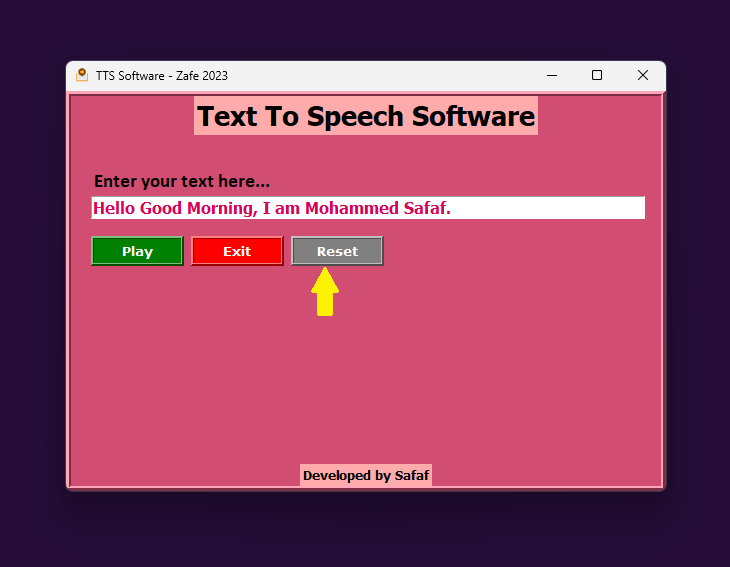 TTS Software - Zafe 2023
Text To Speech Software
Enter your text here...
Hello Good Morning, I am Mohammed Safaf.
Play Exit Reset
Developed by Safaf